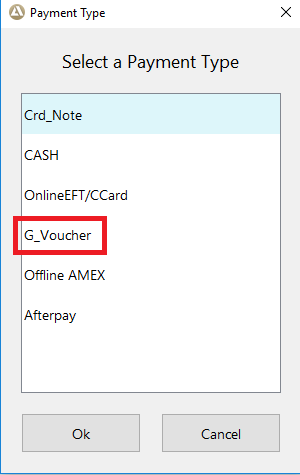 Payment Type
Select a Payment Type
Crd_Note
CASH
OnlineEFT/CCard
G_Voucher
Offline AMEX
Afterpay
Ok
Cancel